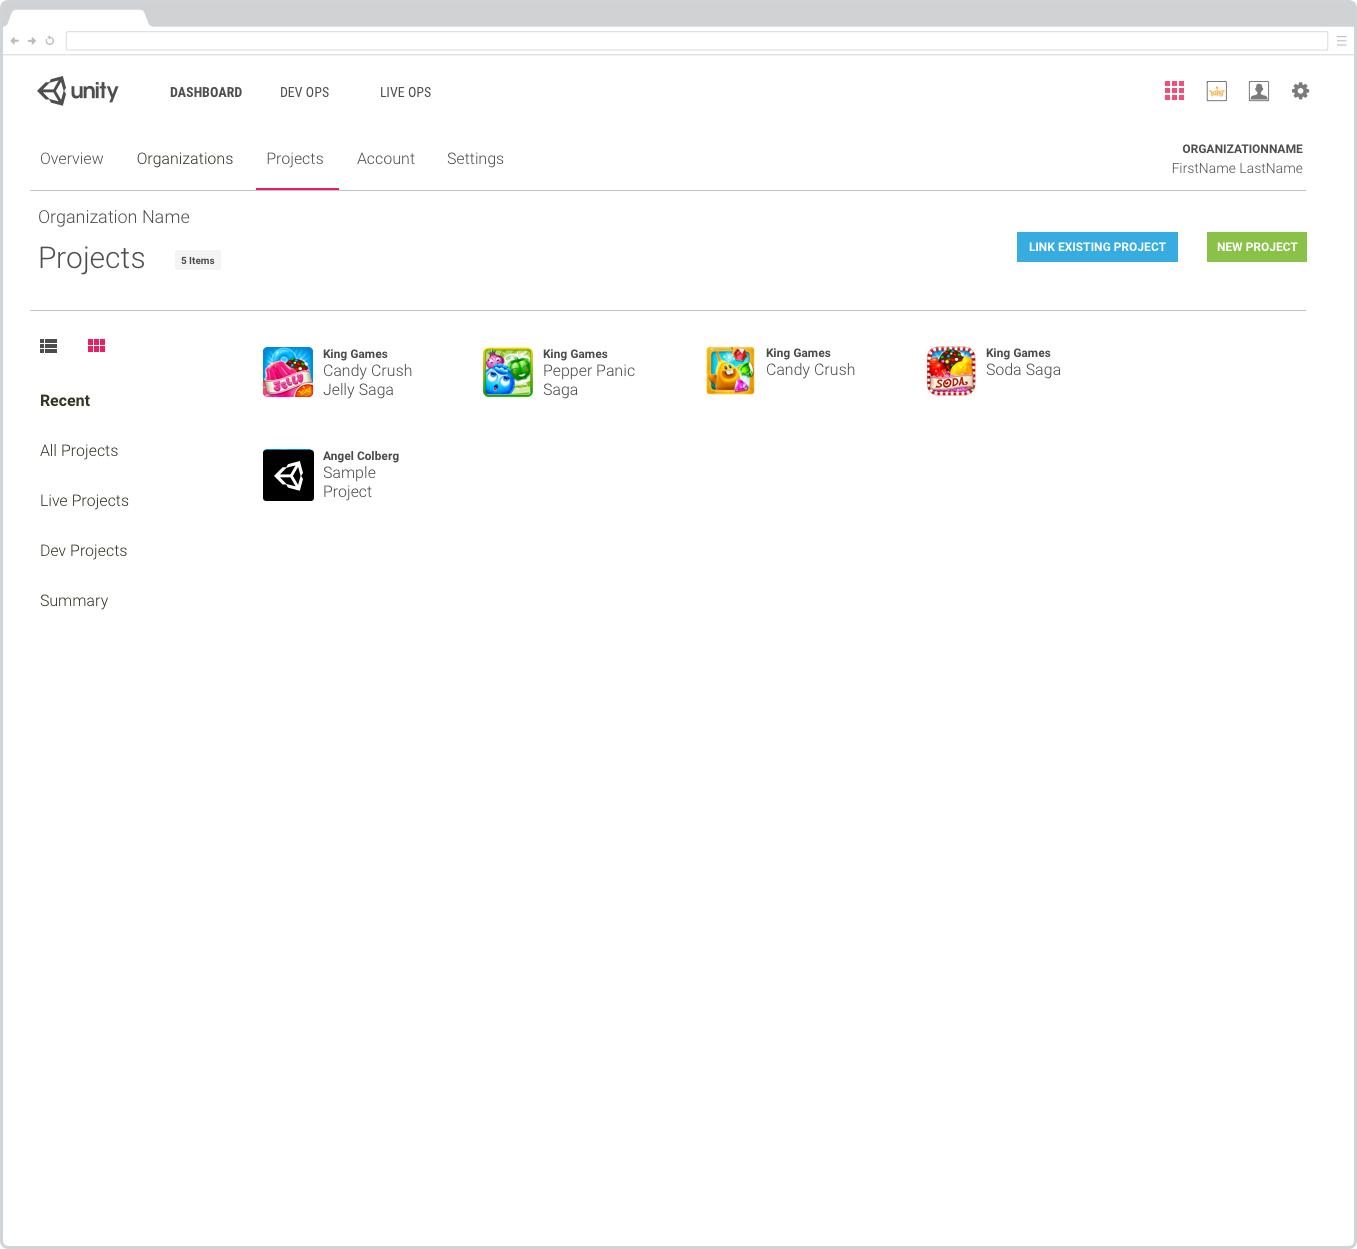 unity
DASHBOARD
DEV OPS
LIVE OPS
Overview
Organizations
Projects
Account
Settings
ORGANIZATIONNAME
FirstName LastName
Organization Name
Projects
5 Items
LINK EXISTING PROJECT
NEW PROJECT
King Games
Candy Crush
Jelly Saga
King Games
Pepper Panic
Saga
King Games
Candy Crush
King Games
Soda Saga
Jelly
SODA
Recent
All Projects
Live Projects
Dev Projects
Summary
Angel Colberg
Sample
Project